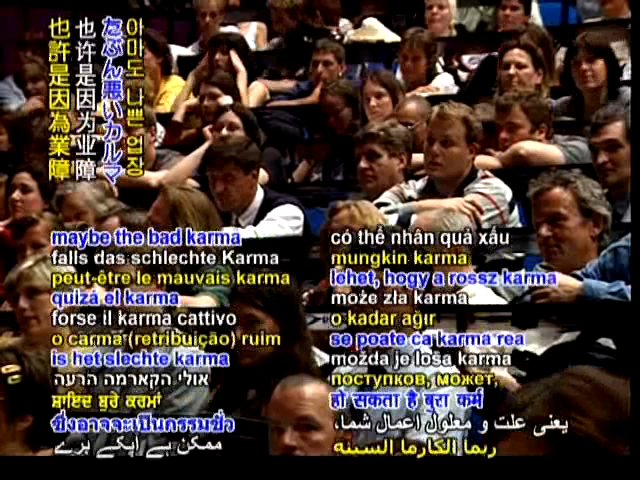 也許是因為業障
也许是因为业障
たぶん悪いカルマ
아마도 나쁜 업장
maybe the bad karma
falls das schlechte Karma
peut-être le mauvais karma
quizá el karma
forse il karma cattivo
o carma (retribuição) ruim
is het slechte karma
אולי הקארמה הרעה
ਸ਼ਾਇਦ ਬੁਰੇ ਕਰਮਾਂ
ซึ่งอาจจะเป็นกรรมชั่ว
ممکن ہے آپکے برے
có thể nhân quả xấu
mungkin karma
lehet, hogy a rossz karma
może zła karma
o kadar ağır
se poate ca karma rea
možda je loša karma
поступков, может,
हो सकता है बुरा कर्म
یعنی علت و معلول اعمال شما،
ربما الكارما السيئة